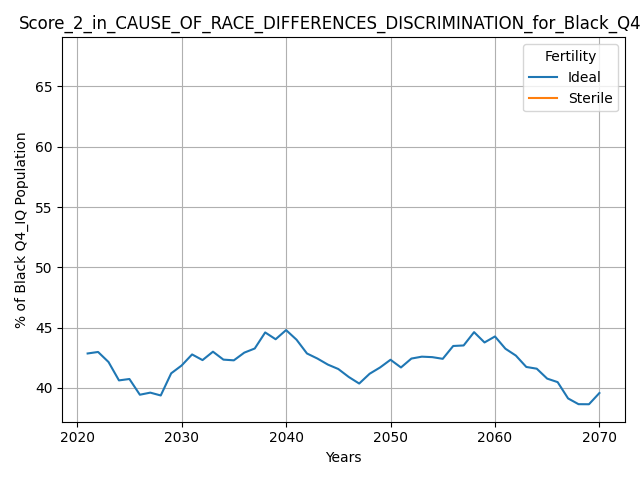 Score_2_in_CAUSE_OF_RACE_DIFFERENCES_DISCRIMINATION_for_Black_Q4
Fertility
Ideal
Sterile
% of Black Q4_IQ Population
65
60
55
50
45
40
2020 2030 2040 2050 2060 2070
Years